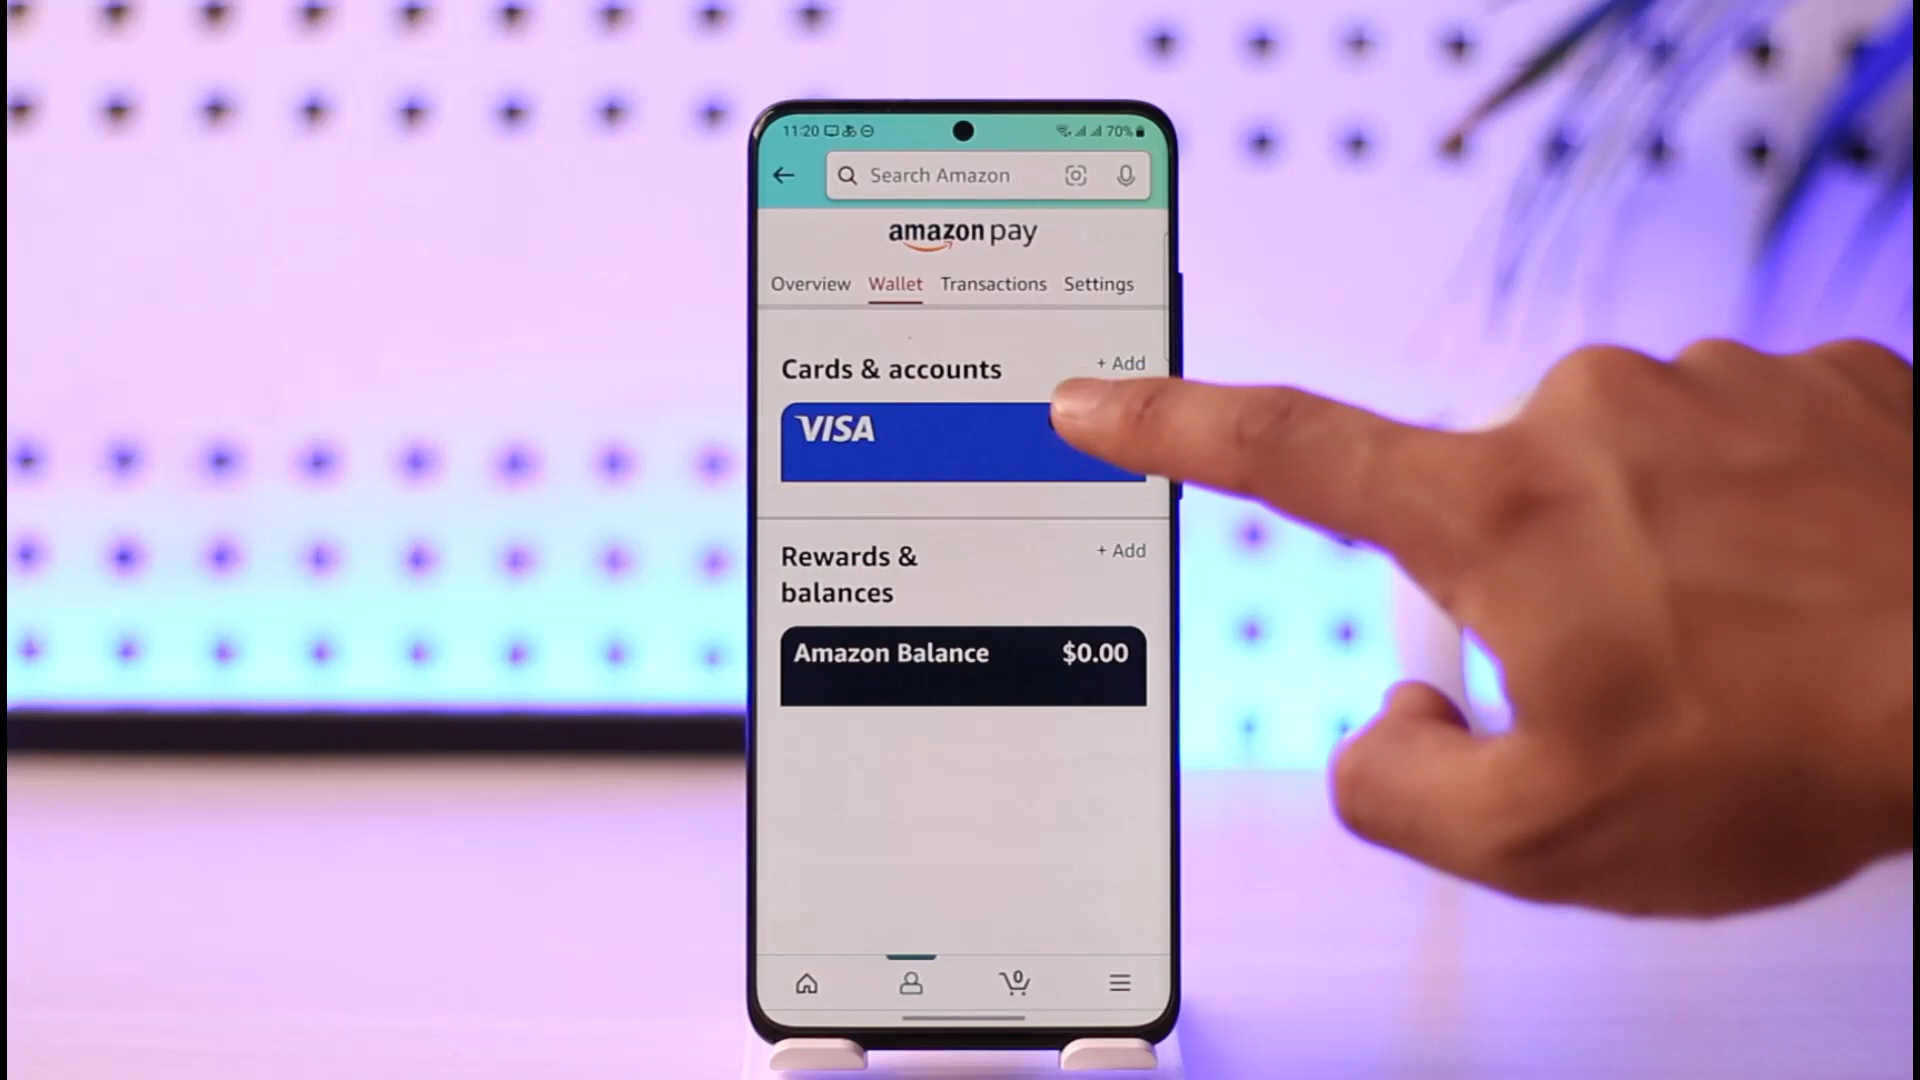 11:20 70%
Search Amazon
amazon pay
Overview Wallet Transactions Settings
Cards & accounts + Add
VISA
Rewards & + Add
balances
Amazon Balance $0.00
0